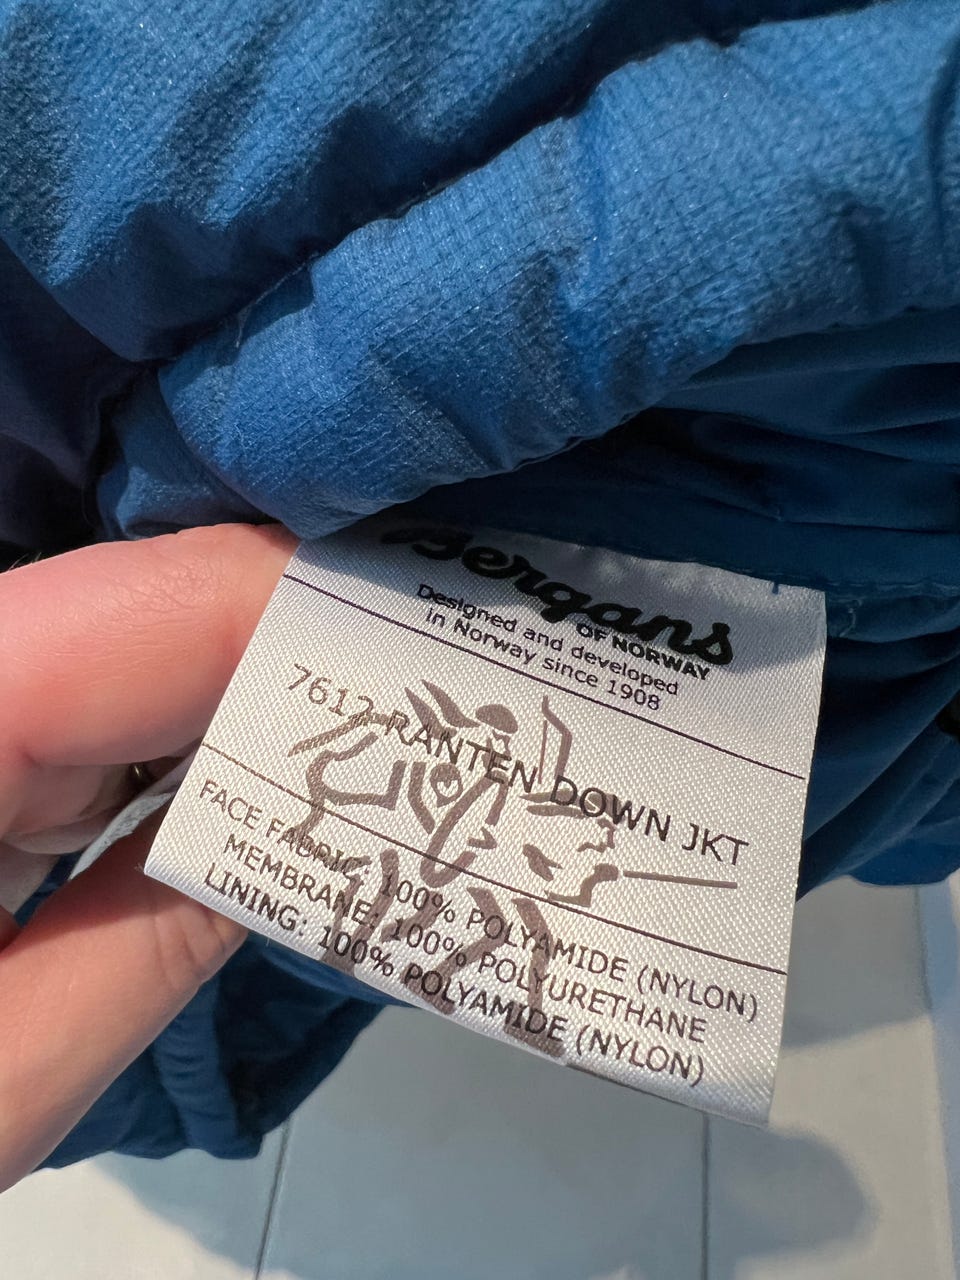 Bergans
OF NORWAY
Designed and developed
in Norway since 1908
7612 RANTEN DOWN JKT
FACE FABRIC: 100% POLYAMIDE (NYLON)
MEMBRANE: 100% POLYURETHANE
LINING: 100% POLYAMIDE (NYLON)